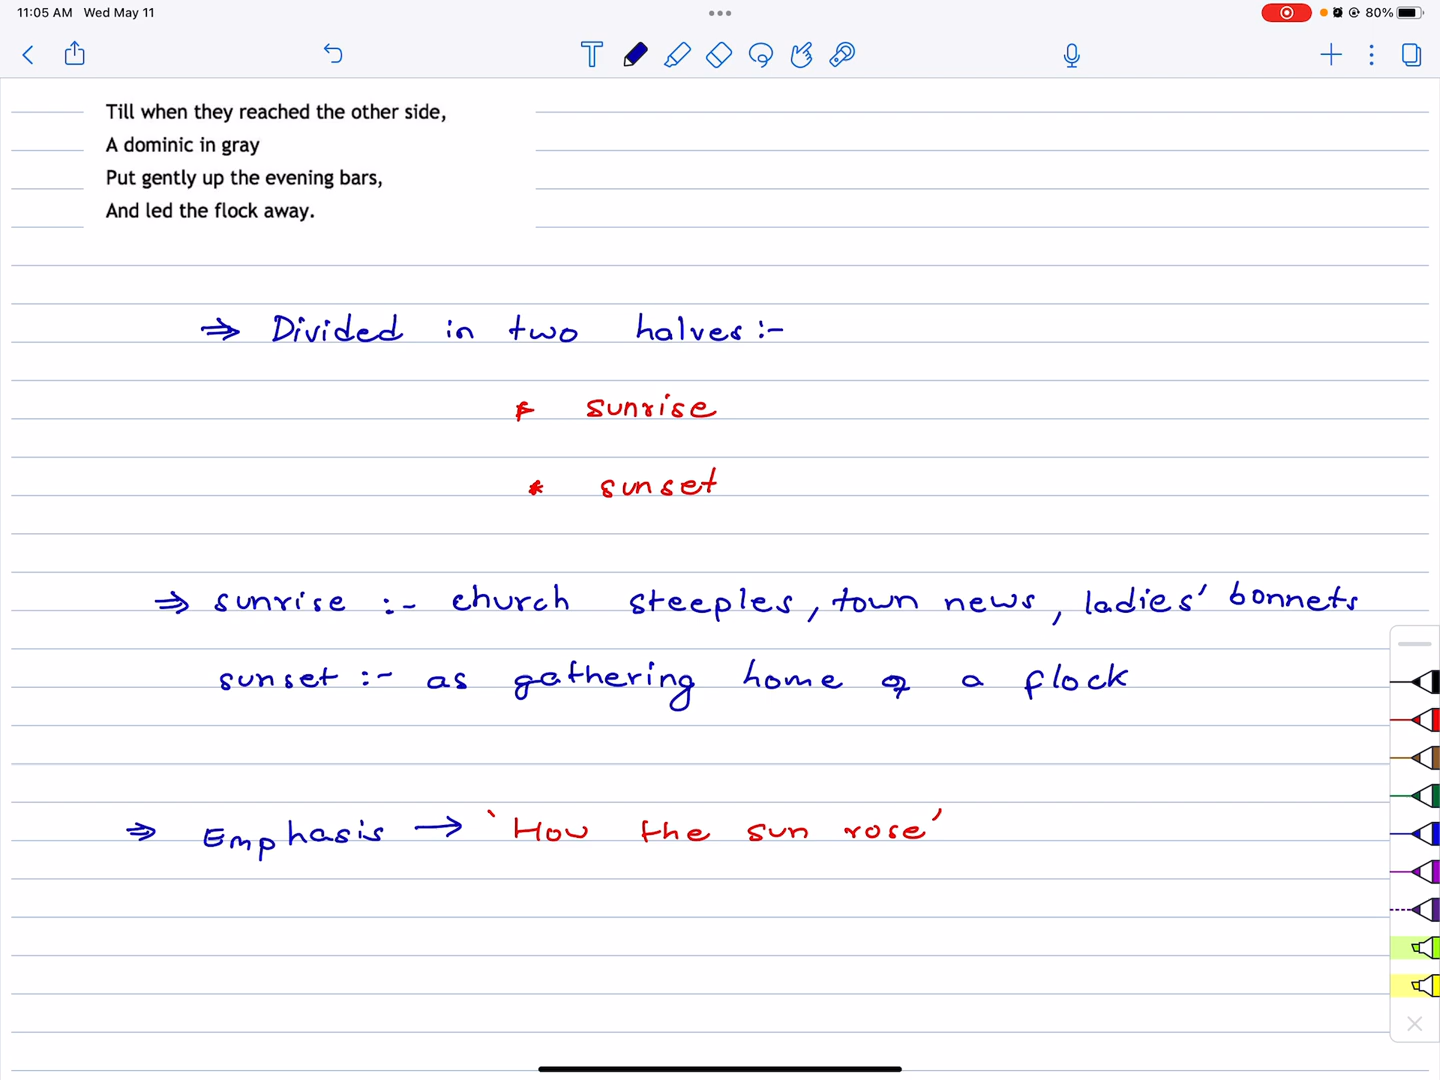 11:05 AM Wed May 11
80%
Till when they reached the other side,
A dominic in gray
Put gently up the evening bars,
And led the flock away.
⇒ Divided in two halves :-
* sunrise
* sunset
⇒ sunrise :- church steeples, town news, ladies' bonnets
sunset :- as gathering home of a flock
⇒ Emphasis → 'How the sun rose'